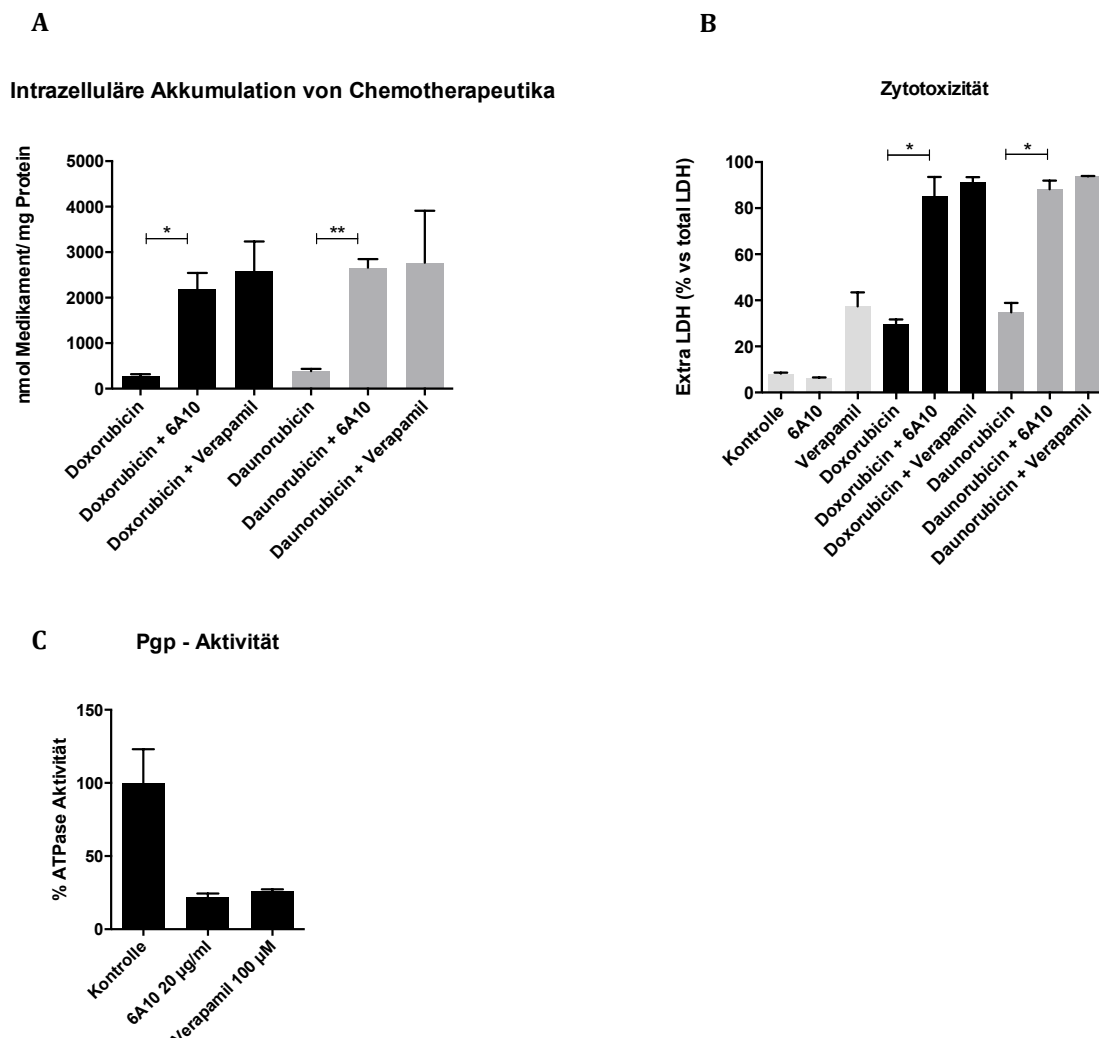 A
Intrazelluläre Akkumulation von Chemotherapeutika
nmol Medikament/ mg Protein
5000
4000
3000
2000
1000
0
*
**
Doxorubicin
Doxorubicin + 6A10
Doxorubicin + Verapamil
Daunorubicin
Daunorubicin + 6A10
Daunorubicin + Verapamil
B
Zytotoxizität
Extra LDH (% vs total LDH)
100
80
60
40
20
0
*
*
Kontrolle
6A10
Verapamil
Doxorubicin
Doxorubicin + 6A10
Doxorubicin + Verapamil
Daunorubicin
Daunorubicin + 6A10
Daunorubicin + Verapamil
C
Pgp - Aktivität
% ATPase Aktivität
150
100
50
0
Kontrolle
6A10 20 µg/ml
Verapamil 100 µM